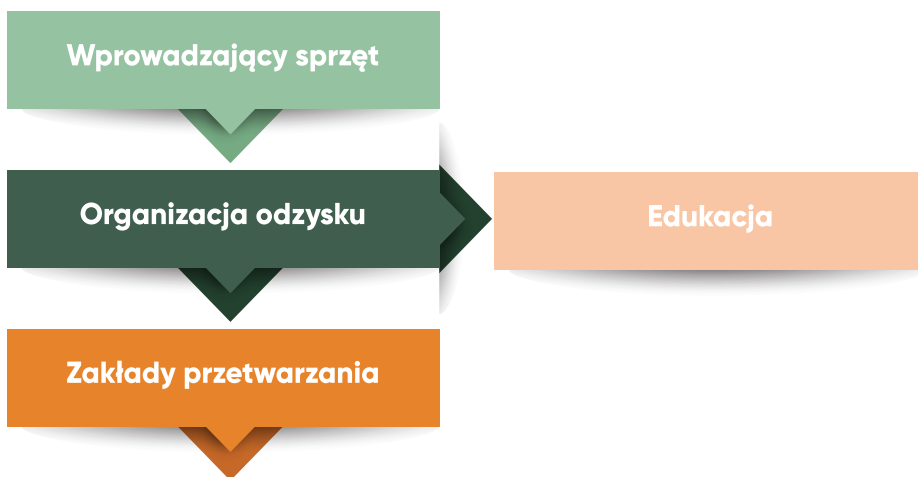 Wprowadzający sprzęt
Organizacja odzysku
Edukacja
Zakłady przetwarzania